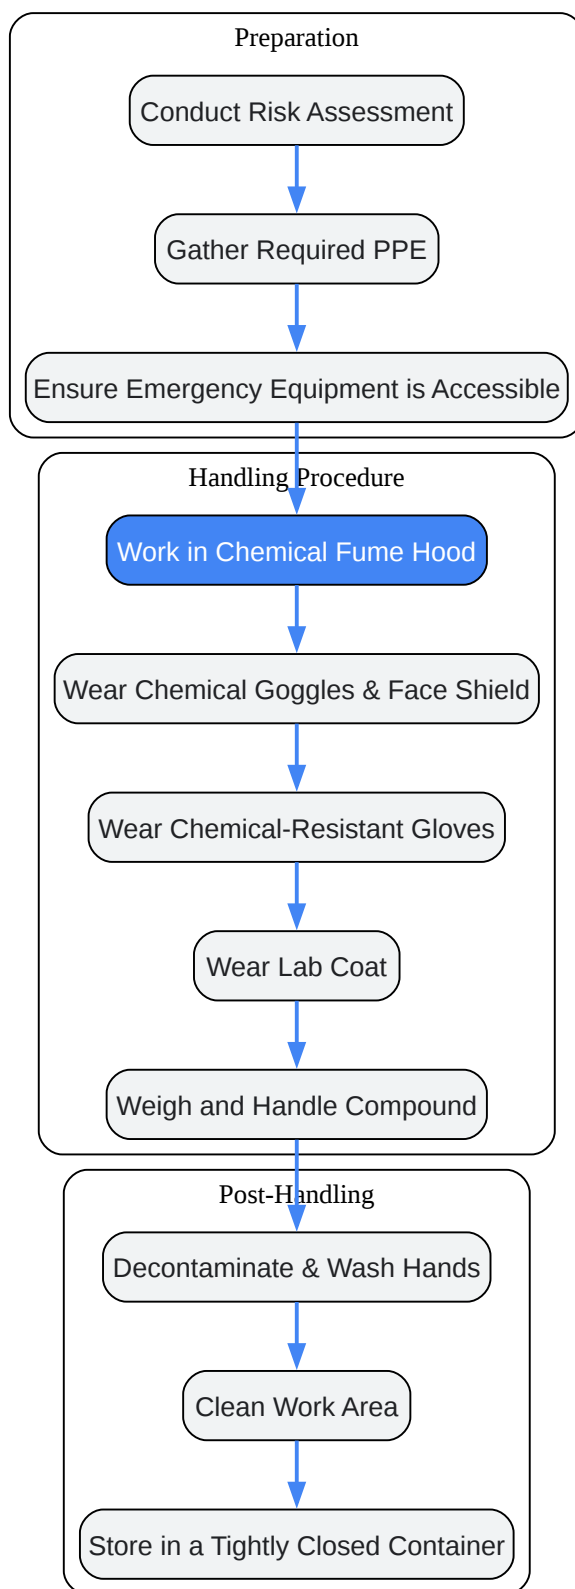 Preparation
Conduct Risk Assessment
Gather Required PPE
Ensure Emergency Equipment is Accessible
Handling Procedure
Work in Chemical Fume Hood
Wear Chemical Goggles & Face Shield
Wear Chemical-Resistant Gloves
Wear Lab Coat
Weigh and Handle Compound
Post-Handling
Decontaminate & Wash Hands
Clean Work Area
Store in a Tightly Closed Container